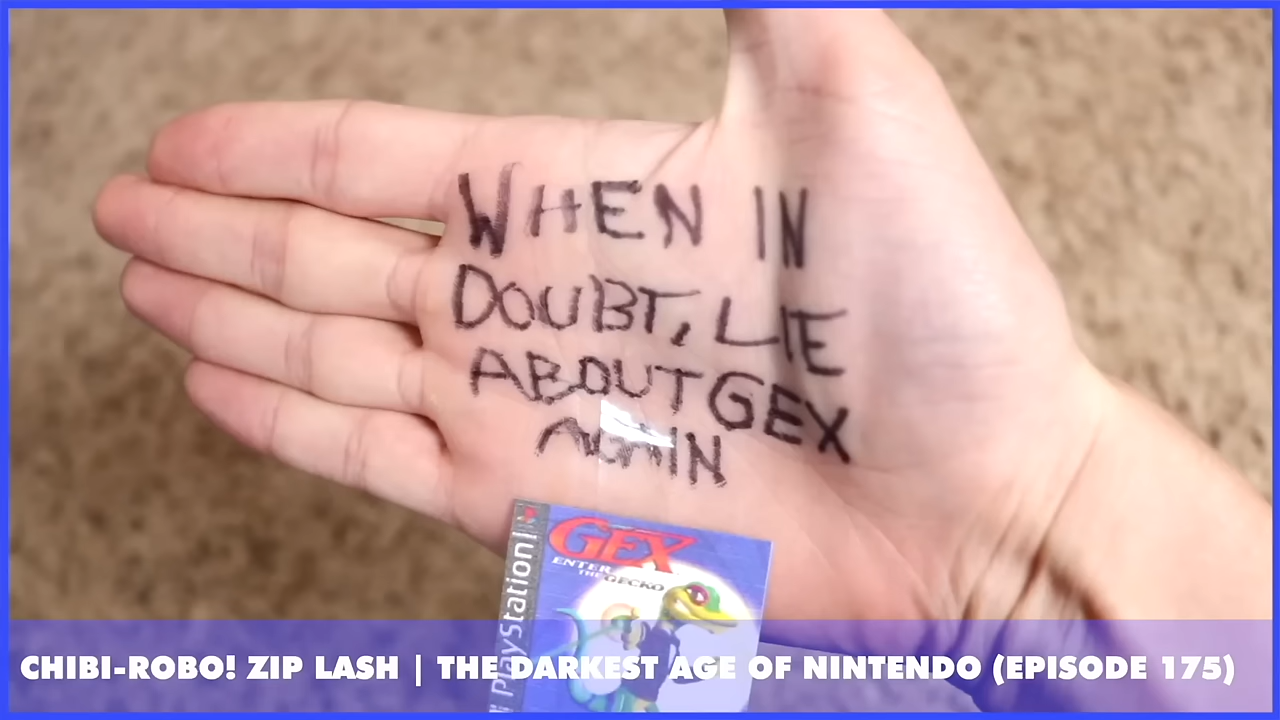 WHEN IN
DOUBT, LIE
ABOUT GEX
AGAIN
GEX
ENTER
THE GECKO
PlayStation
CHIBI-ROBO! ZIP LASH | THE DARKEST AGE OF NINTENDO (EPISODE 175)